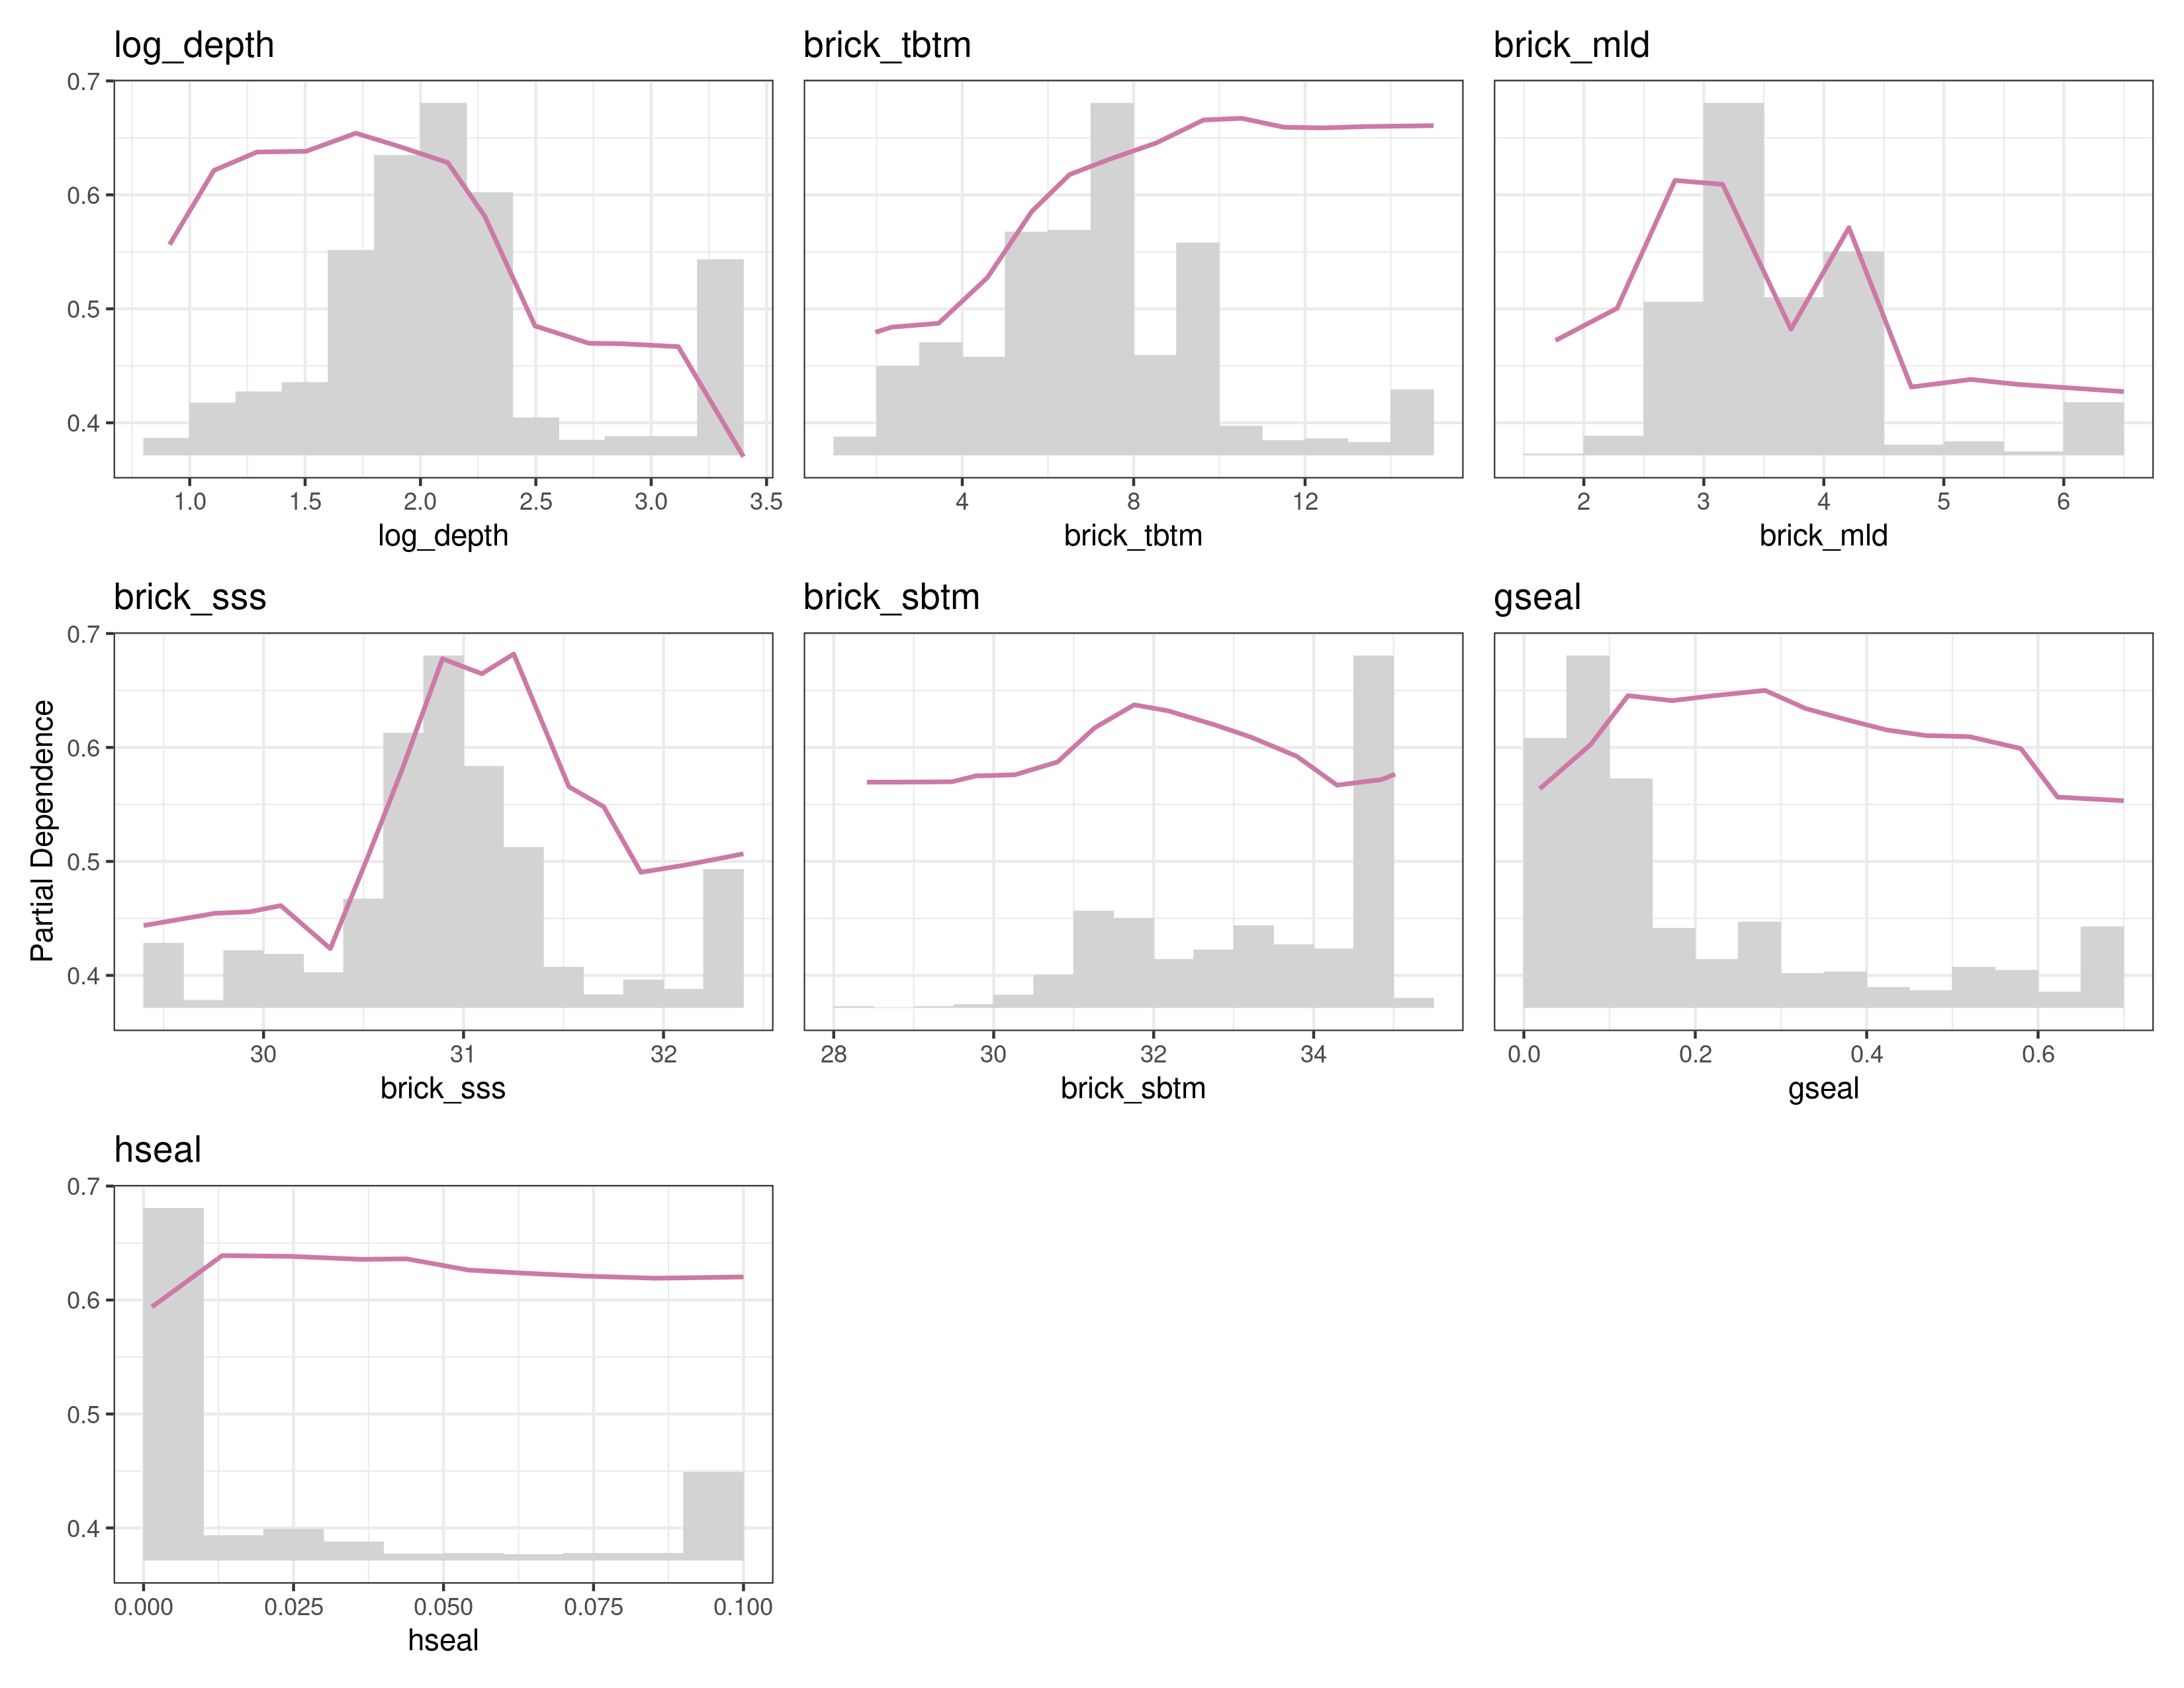 log_depth
brick_tbtm
brick_mld
0.7
0.6
0.5
0.4
1.0 1.5 2.0 2.5 3.0 3.5
4 8 12
2 3 4 5 6
log_depth
brick_tbtm
brick_mld
brick_sss
brick_sbtm
gseal
Partial Dependence
0.7
0.6
0.5
0.4
30 31 32
28 30 32 34
0.0 0.2 0.4 0.6
brick_sss
brick_sbtm
gseal
hseal
0.7
0.6
0.5
0.4
0.000 0.025 0.050 0.075 0.100
hseal